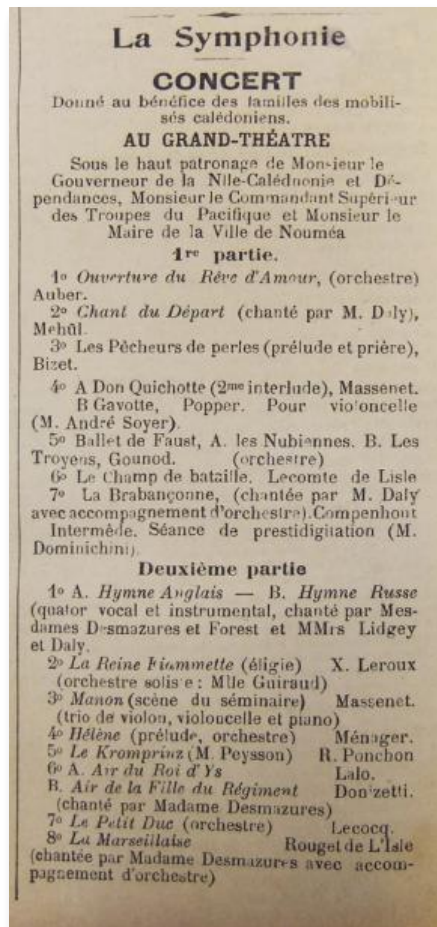 La Symphonie
CONCERT
Donné au bénéfice des familles des mobili-
sés calédoniens.
AU GRAND-THÉATRE
Sous le haut patronage de Monsieur le
Gouverneur de la Nlle-Calédonie et Dé-
pendances, Monsieur le Commandant Supérieur
des Troupes du Pacifique et Monsieur le
Maire de la Ville de Nouméa
1re partie.
1o Ouverture du Rêve d'Amour, (orchestre)
Auber.
2o Chant du Départ (chanté par M. Daly),
Mehûl.
3o Les Pêcheurs de perles (prélude et prière),
Bizet.
4o A Don Quichotte (2me interlude), Massenet.
B Gavotte, Popper. Pour violoncelle
(M. André Soyer).
5o Ballet de Faust, A. les Nubiennes. B. Les
Troyens, Gounod. (orchestre)
6o Le Champ de bataille. Lecomte de Lisle
7o La Brabançonne, (chantée par M. Daly
avec accompagnement d'orchestre). Compenhout
Intermède. Séance de prestidigitation (M.
Dominichini).
Deuxième partie
1o A. Hymne Anglais — B. Hymne Russe
(quator vocal et instrumental, chanté par Mes-
dames Desmazures et Forest et MMrs Lidgey
et Daly.
2o La Reine Fiammette (éligie) X. Leroux
(orchestre soliste : Mlle Guiraud)
3o Manon (scène du séminaire) Massenet.
(trio de violon, violoncelle et piano)
4o Hélène (prélude, orchestre) Ménager.
5o Le Kromprinz (M. Peysson) R. Ponchon
6o A. Air du Roi d'Ys Lalo.
B. Air de la Fille du Régiment Donizetti.
(chanté par Madame Desmazures)
7o Le Petit Duc (orchestre) Lecocq.
8o La Marseillaise Rouget de L'Isle
(chantée par Madame Desmazures avec accom-
pagnement d'orchestre)